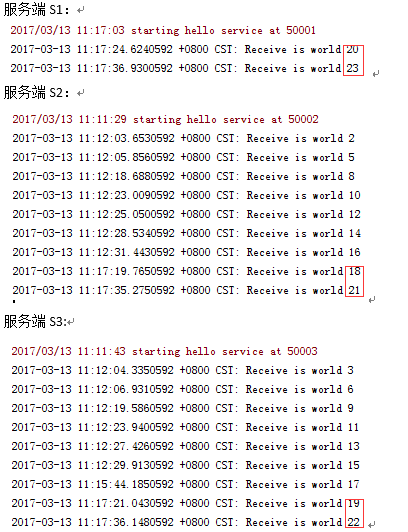 服务端 S1：
2017/03/13 11:17:03 starting hello service at 50001
2017-03-13 11:17:24.6240592 +0800 CST: Receive is world 20
2017-03-13 11:17:36.9300592 +0800 CST: Receive is world 23
服务端 S2：
2017/03/13 11:11:29 starting hello service at 50002
2017-03-13 11:12:03.6530592 +0800 CST: Receive is world 2
2017-03-13 11:12:05.8560592 +0800 CST: Receive is world 5
2017-03-13 11:12:18.6880592 +0800 CST: Receive is world 8
2017-03-13 11:12:23.0090592 +0800 CST: Receive is world 10
2017-03-13 11:12:25.0500592 +0800 CST: Receive is world 12
2017-03-13 11:12:28.5340592 +0800 CST: Receive is world 14
2017-03-13 11:12:31.4430592 +0800 CST: Receive is world 16
2017-03-13 11:17:19.7650592 +0800 CST: Receive is world 18
2017-03-13 11:17:35.2750592 +0800 CST: Receive is world 21
服务端 S3:
2017/03/13 11:11:43 starting hello service at 50003
2017-03-13 11:12:04.3350592 +0800 CST: Receive is world 3
2017-03-13 11:12:06.9310592 +0800 CST: Receive is world 6
2017-03-13 11:12:19.5860592 +0800 CST: Receive is world 9
2017-03-13 11:12:23.9400592 +0800 CST: Receive is world 11
2017-03-13 11:12:27.4260592 +0800 CST: Receive is world 13
2017-03-13 11:12:29.9130592 +0800 CST: Receive is world 15
2017-03-13 11:15:44.1850592 +0800 CST: Receive is world 17
2017-03-13 11:17:21.0430592 +0800 CST: Receive is world 19
2017-03-13 11:17:36.1480592 +0800 CST: Receive is world 22